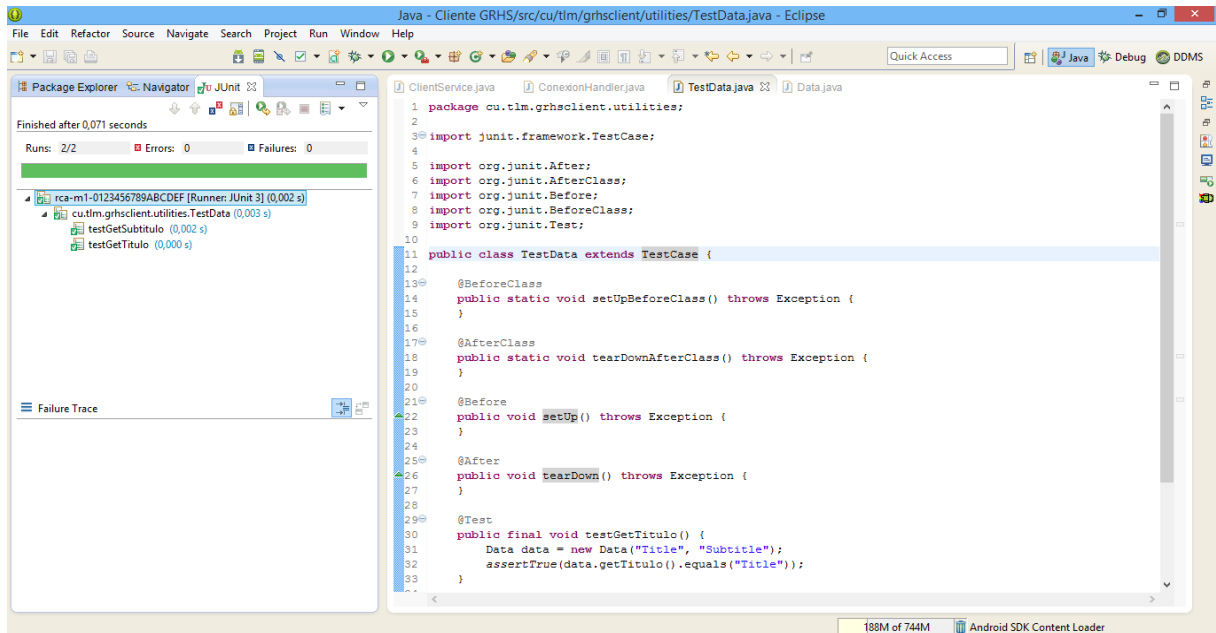 Java - Cliente GRHS/src/cu/tlm/grhsclient/utilities/TestData.java - Eclipse
File Edit Refactor Source Navigate Search Project Run Window Help
Quick Access
Java Debug DDMS
Package Explorer Navigator JUnit
Finished after 0,071 seconds
Runs: 2/2 Errors: 0 Failures: 0
rca-m1-0123456789ABCDEF [Runner: JUnit 3] (0,002 s)
cu.tlm.grhsclient.utilities.TestData (0,003 s)
testGetSubtitulo (0,002 s)
testGetTitulo (0,000 s)
Failure Trace
ClientService.java ConexionHandler.java TestData.java Data.java
1 package cu.tlm.grhsclient.utilities;
2
3 import junit.framework.TestCase;
4
5 import org.junit.After;
6 import org.junit.AfterClass;
7 import org.junit.Before;
8 import org.junit.BeforeClass;
9 import org.junit.Test;
10
11 public class TestData extends TestCase {
12
13 @BeforeClass
14 public static void setUpBeforeClass() throws Exception {
15 }
16
17 @AfterClass
18 public static void tearDownAfterClass() throws Exception {
19 }
20
21 @Before
22 public void setUp() throws Exception {
23 }
24
25 @After
26 public void tearDown() throws Exception {
27 }
28
29 @Test
30 public final void testGetTitulo() {
31 Data data = new Data("Title", "Subtitle");
32 assertTrue(data.getTitulo().equals("Title"));
33 }
188M of 744M Android SDK Content Loader